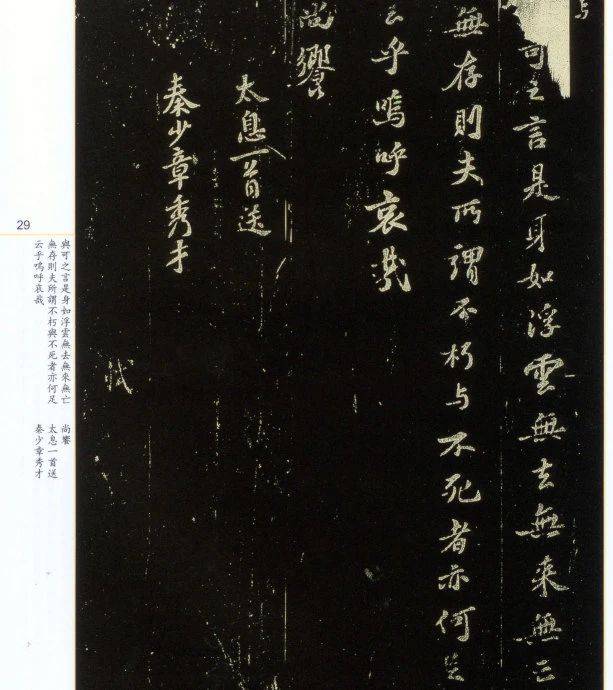 与
可之言是身如浮雲無去無来無亡
無存則夫所謂不朽与不死者亦何足
云乎嗚呼哀哉
尚饗
太息一首送
秦少章秀才
29
與可之言是身如浮雲無去無來無亡
無存則夫所謂不朽與不死者亦何足
云乎嗚呼哀哉
尚饗
太息一首送
秦少章秀才